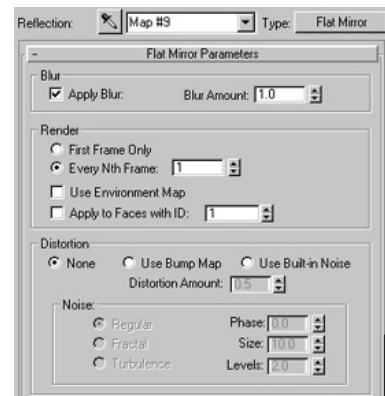 Reflection: Map #9 Type: Flat Mirror
- Flat Mirror Parameters
Blur
Apply Blur: Blur Amount: 1.0
Render
First Frame Only
Every Nth Frame: 1
Use Environment Map
Apply to Faces with ID: 1
Distortion
None Use Bump Map Use Built-in Noise
Distortion Amount: 0.5
Noise:
Regular Phase: 0.0
Fractal Size: 10.0
Turbulence Levels: 2.0